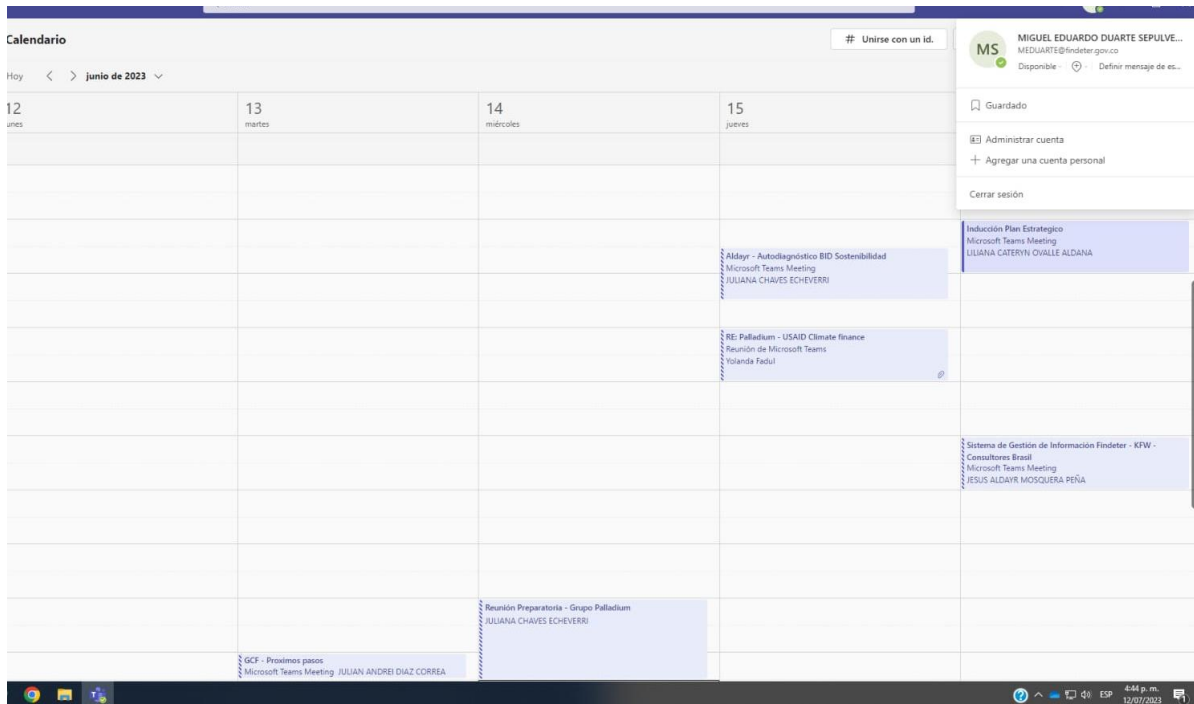 Calendario
# Unirse con un id.
Hoy
junio de 2023
12
13
martes
14
miércoles
15
jueves
MS
MIGUEL EDUARDO DUARTE SEPULVE...
MEDUARTE@findeter.gov.co
Disponible
Definir mensaje de es...
Guardado
Administrar cuenta
Agregar una cuenta personal
Cerrar sesión
Inducción Plan Estrategico
Microsoft Teams Meeting
LILIANA CATERYN OVALLE ALDANA
Aldayr - Autodiagnóstico BID Sostenibilidad
Microsoft Teams Meeting
JULIANA CHAVES ECHEVERRI
RE: Palladium - USAID Climate finance
Reunión de Microsoft Teams
Yolanda Fadul
Sistema de Gestión de Información Findeter - KFW -
Consultores Brasil
Microsoft Teams Meeting
JESUS ALDAYR MOSQUERA PEÑA
Reunión Preparatoria - Grupo Palladium
JULIANA CHAVES ECHEVERRI
GCF - Proximos pasos
Microsoft Teams Meeting JULIAN ANDREI DIAZ CORREA
ESP
4:44 p. m.
12/07/2023